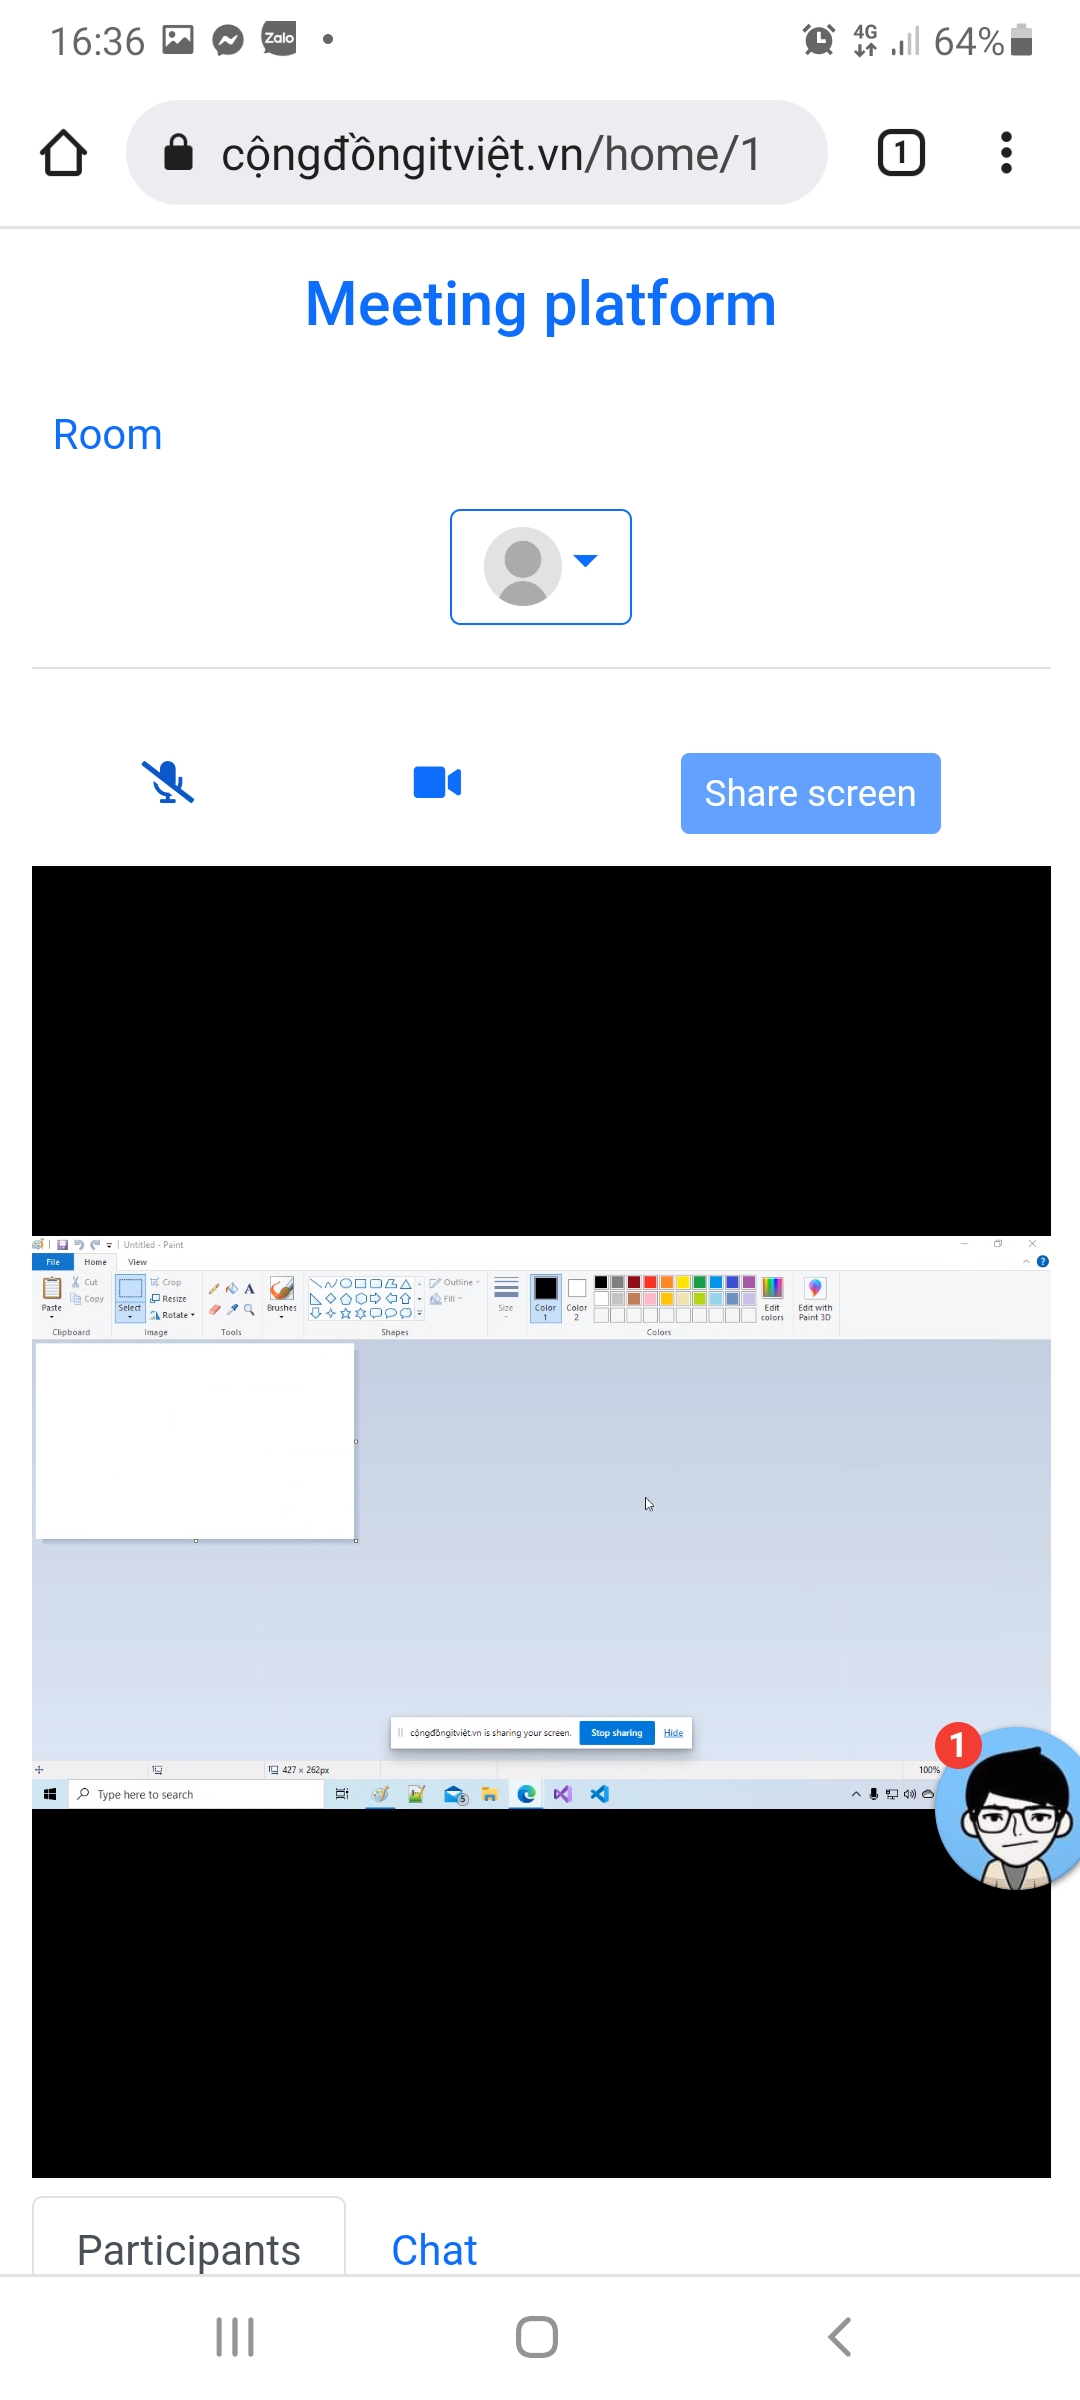 16:36 Zalo 4G 64%
cộngđồngitviệt.vn/home/1 1
Meeting platform
Room
Share screen
Untitled - Paint
File Home View
Cut
Copy
Paste
Clipboard
Select
Crop
Resize
Rotate
Image
Tools
Brushes
Shapes
Outline
Fill
Size
Color
1
Color
2
Edit
colors
Colors
Edit with
Paint 3D
cộngđồngitviệt.vn is sharing your screen. Stop sharing Hide
427 × 262px 100%
Type here to search 5
1
Participants Chat